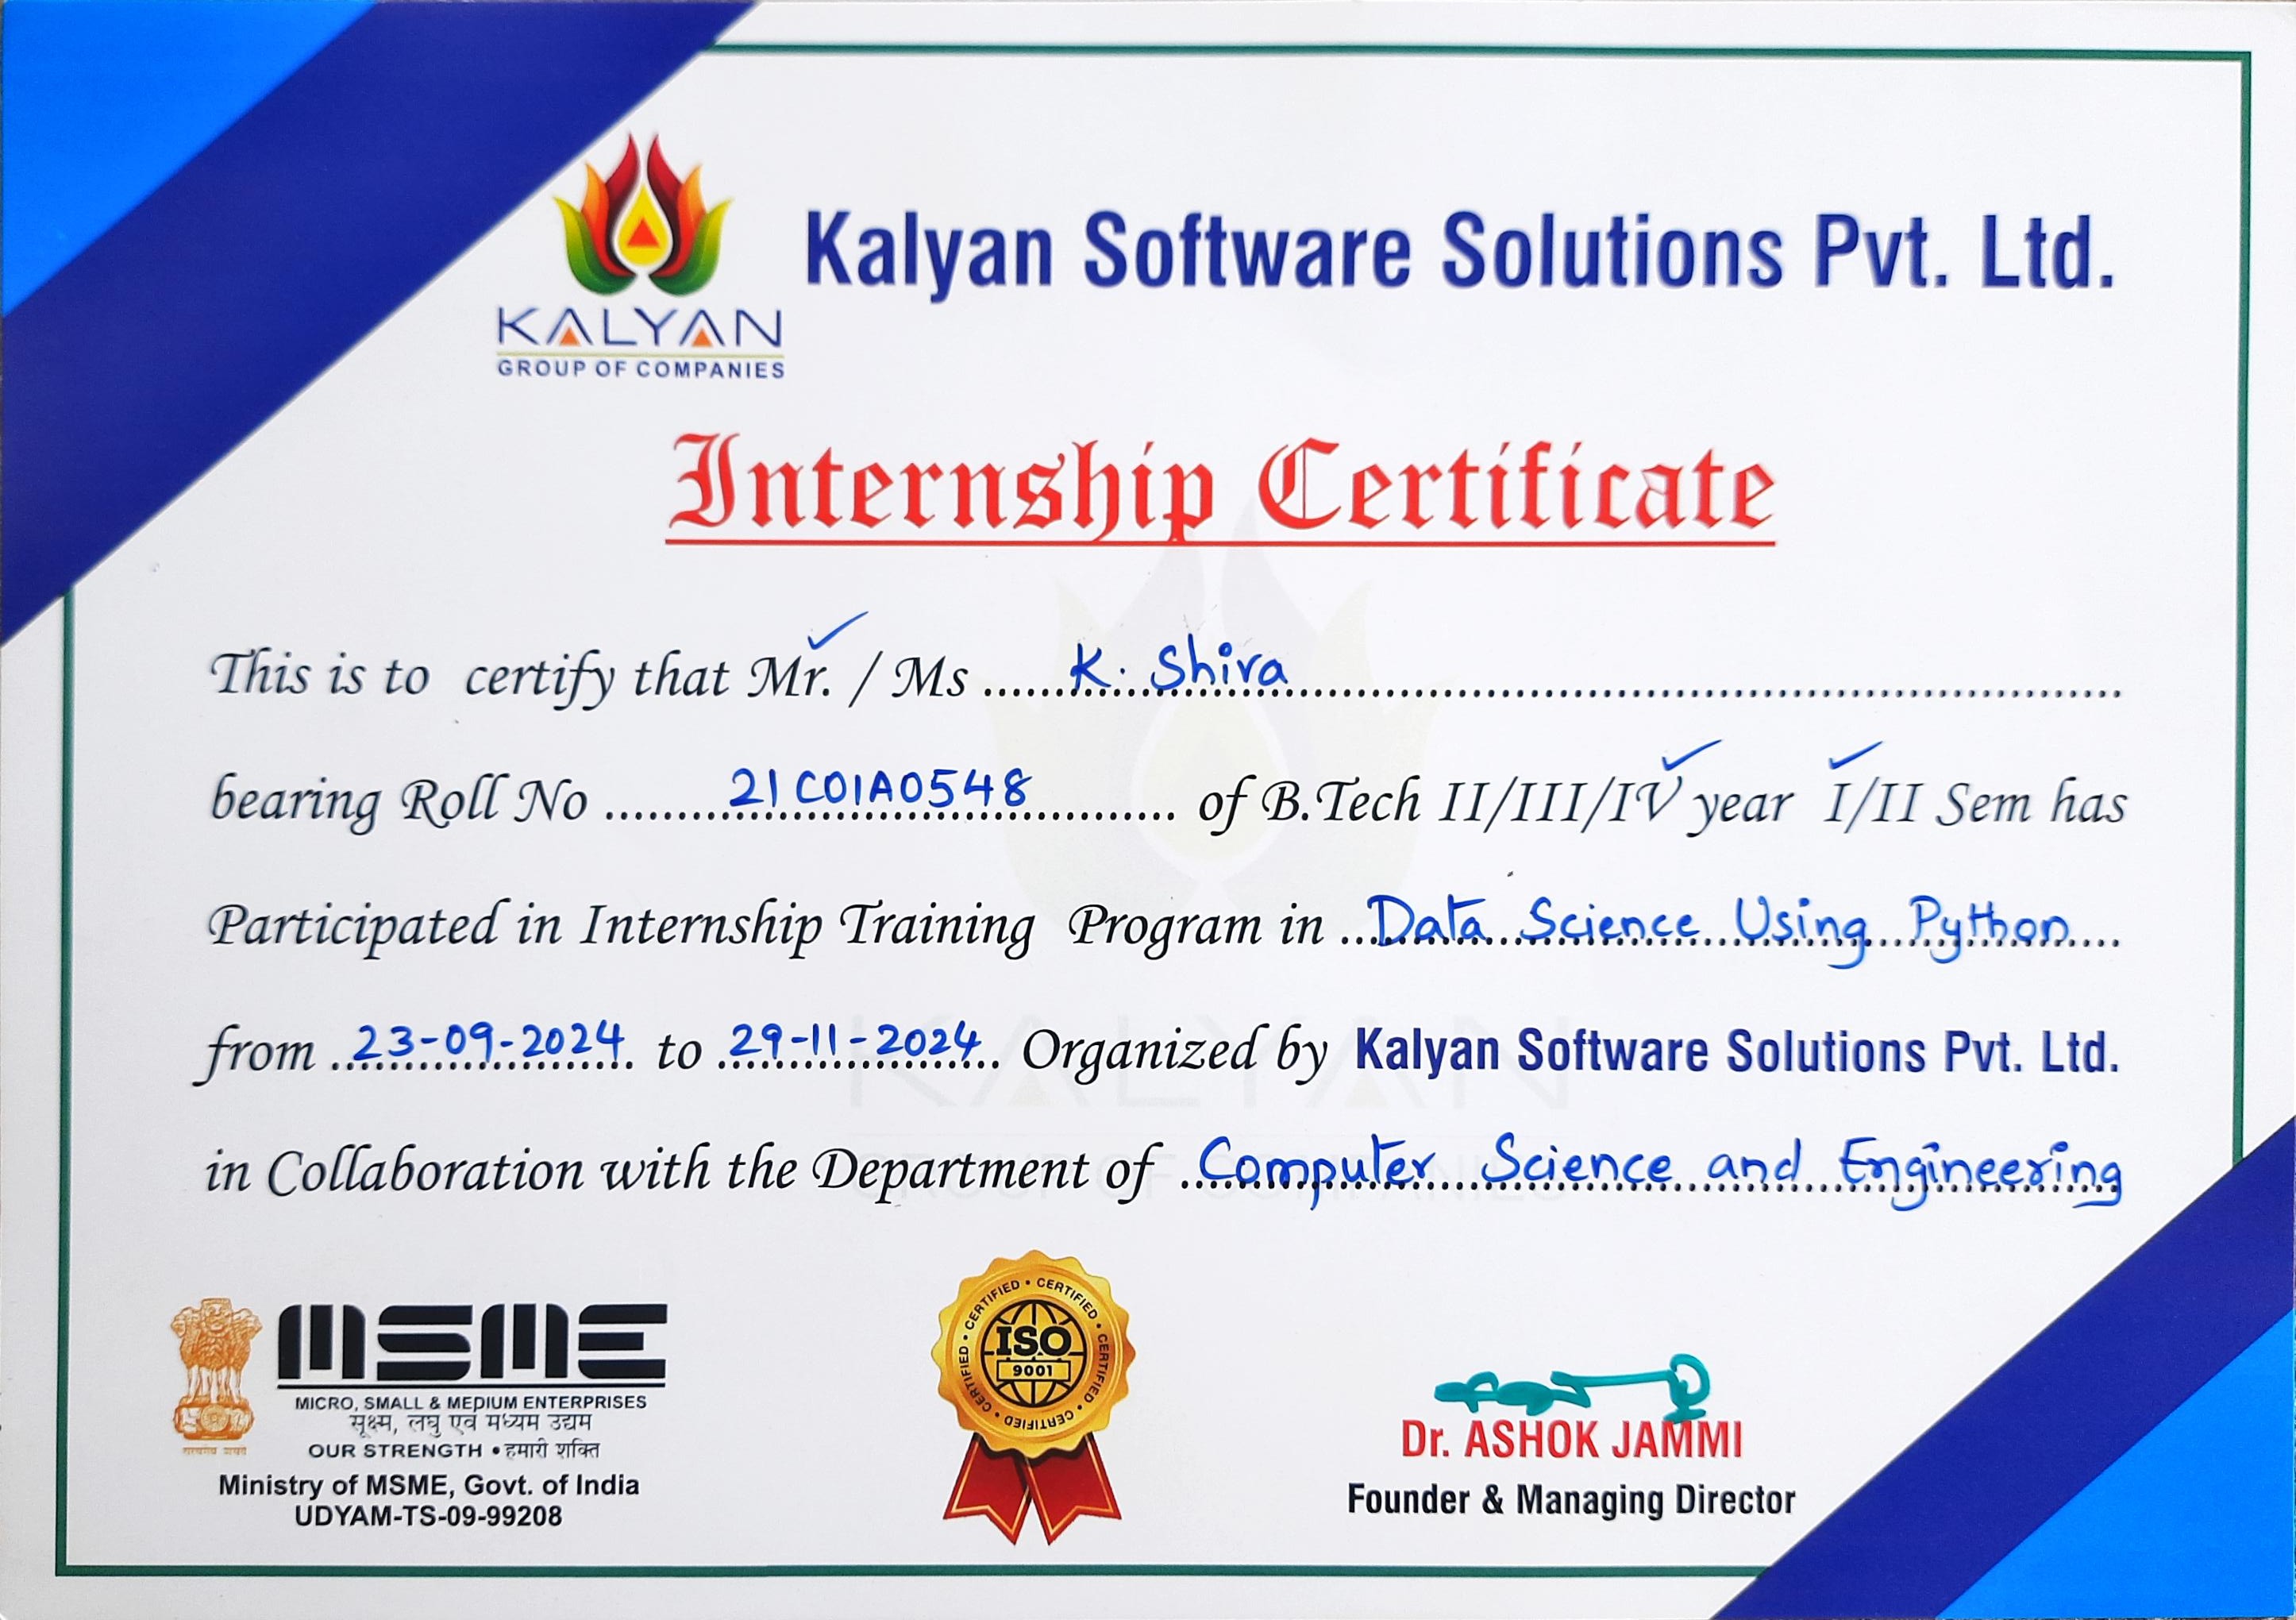 KALYAN
GROUP OF COMPANIES
Kalyan Software Solutions Pvt. Ltd.
Internship Certificate
This is to certify that Mr. / Ms ...... K. Shiva ......
bearing Roll No ...... 21C01A0548 ...... of B.Tech II/III/IV year I/II Sem has
Participated in Internship Training Program in ... Data Science Using Python ...
from .. 23-09-2024 .. to .. 29-11-2024 .. Organized by Kalyan Software Solutions Pvt. Ltd.
in Collaboration with the Department of .. Computer Science and Engineering
MSME
MICRO, SMALL & MEDIUM ENTERPRISES
सूक्ष्म, लघु एवं मध्यम उद्यम
OUR STRENGTH • हमारी शक्ति
Ministry of MSME, Govt. of India
UDYAM-TS-09-99208
CERTIFIED • CERTIFIED • CERTIFIED • CERTIFIED • CERTIFIED • CERTIFIED
ISO
9001
Dr. ASHOK JAMMI
Founder & Managing Director